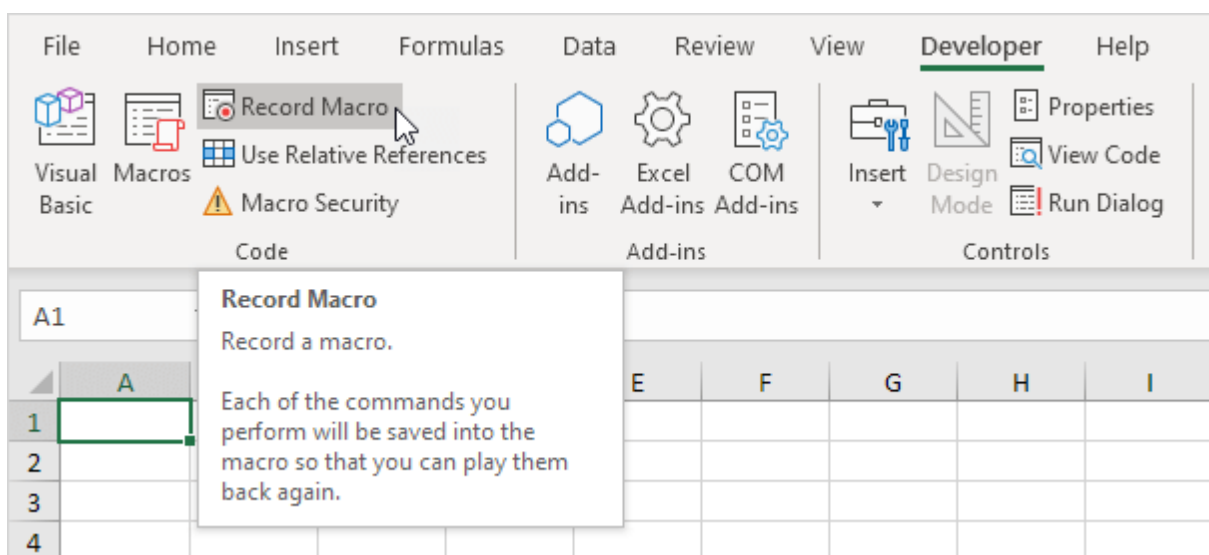 File Home Insert Formulas Data Review View Developer Help
Record Macro Properties
Use Relative References View Code
Visual Basic Macros Macro Security Add-ins Excel Add-ins COM Add-ins Insert Design Mode Run Dialog
Code Add-ins Controls
A1
Record Macro
Record a macro.
Each of the commands you
perform will be saved into the
macro so that you can play them
back again.
A E F G H I
1
2
3
4